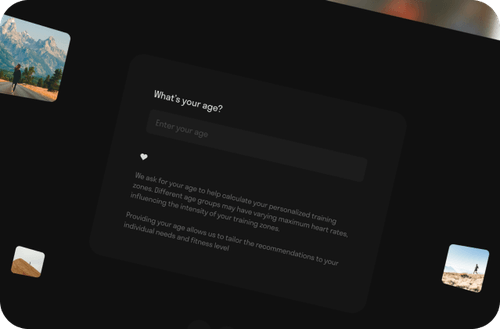 What's your age?
Enter your age
We ask for your age to help calculate your personalized training
zones. Different age groups may have varying maximum heart rates,
influencing the intensity of your training zones.
Providing your age allows us to tailor the recommendations to your
individual needs and fitness level